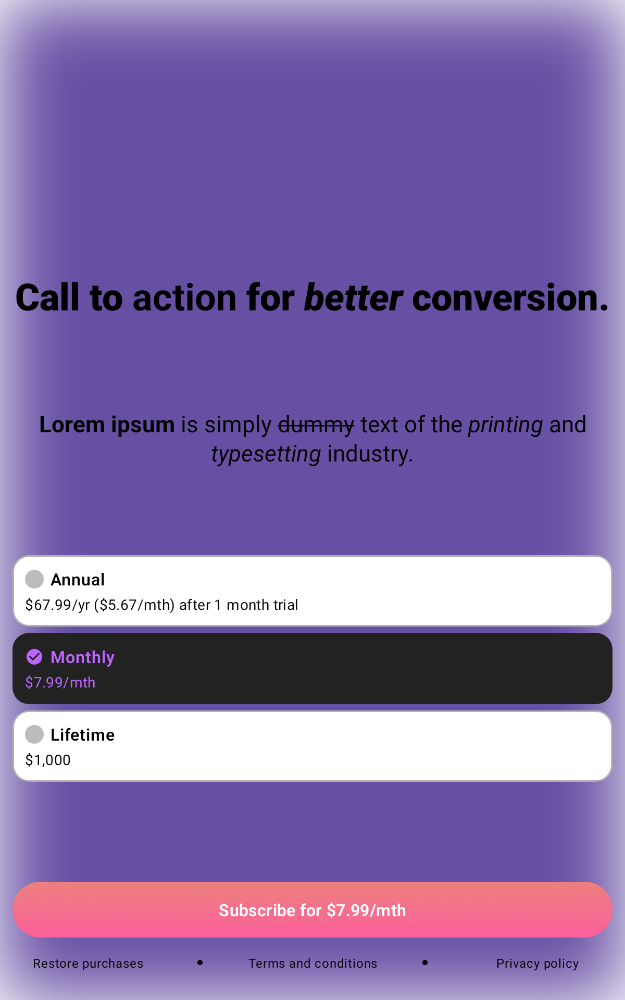 Call to action for better conversion.
Lorem ipsum is simply dummy text of the printing and
typesetting industry.
Annual
$67.99/yr ($5.67/mth) after 1 month trial
Monthly
$7.99/mth
Lifetime
$1,000
Subscribe for $7.99/mth
Restore purchases • Terms and conditions • Privacy policy